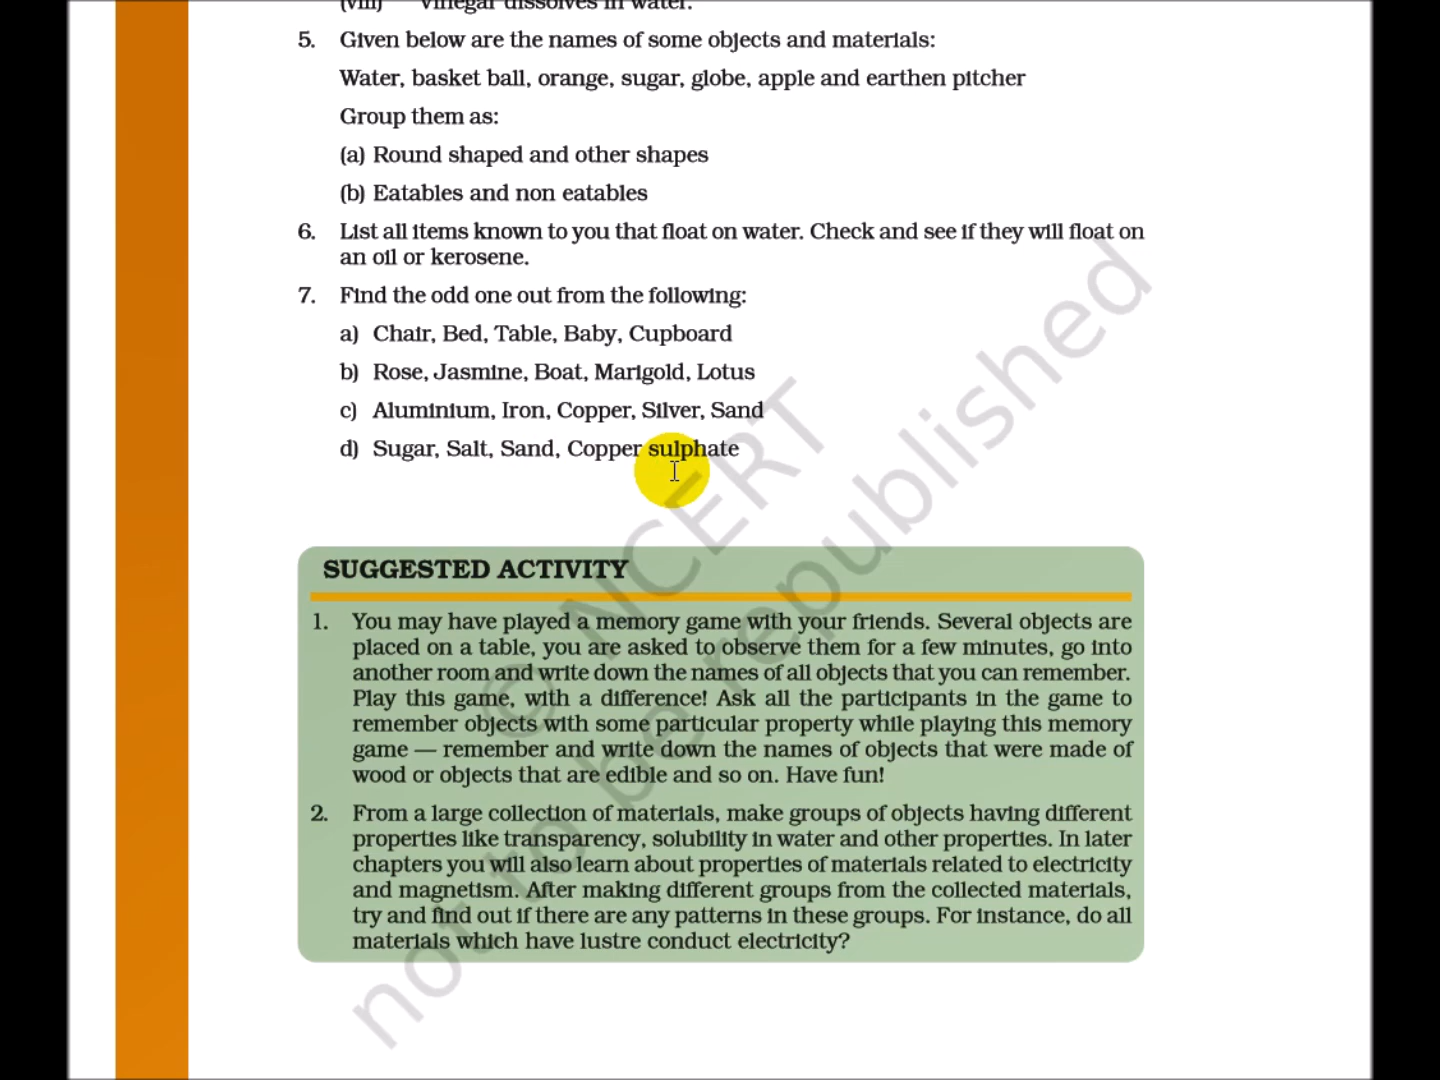 (viii) Vinegar dissolves in water.
5. Given below are the names of some objects and materials:
Water, basket ball, orange, sugar, globe, apple and earthen pitcher
Group them as:
(a) Round shaped and other shapes
(b) Eatables and non eatables
6. List all items known to you that float on water. Check and see if they will float on
an oil or kerosene.
7. Find the odd one out from the following:
a) Chair, Bed, Table, Baby, Cupboard
b) Rose, Jasmine, Boat, Marigold, Lotus
c) Aluminium, Iron, Copper, Silver, Sand
d) Sugar, Salt, Sand, Copper sulphate
SUGGESTED ACTIVITY
1. You may have played a memory game with your friends. Several objects are
placed on a table, you are asked to observe them for a few minutes, go into
another room and write down the names of all objects that you can remember.
Play this game, with a difference! Ask all the participants in the game to
remember objects with some particular property while playing this memory
game — remember and write down the names of objects that were made of
wood or objects that are edible and so on. Have fun!
2. From a large collection of materials, make groups of objects having different
properties like transparency, solubility in water and other properties. In later
chapters you will also learn about properties of materials related to electricity
and magnetism. After making different groups from the collected materials,
try and find out if there are any patterns in these groups. For instance, do all
materials which have lustre conduct electricity?
© NCERT
not to be republished